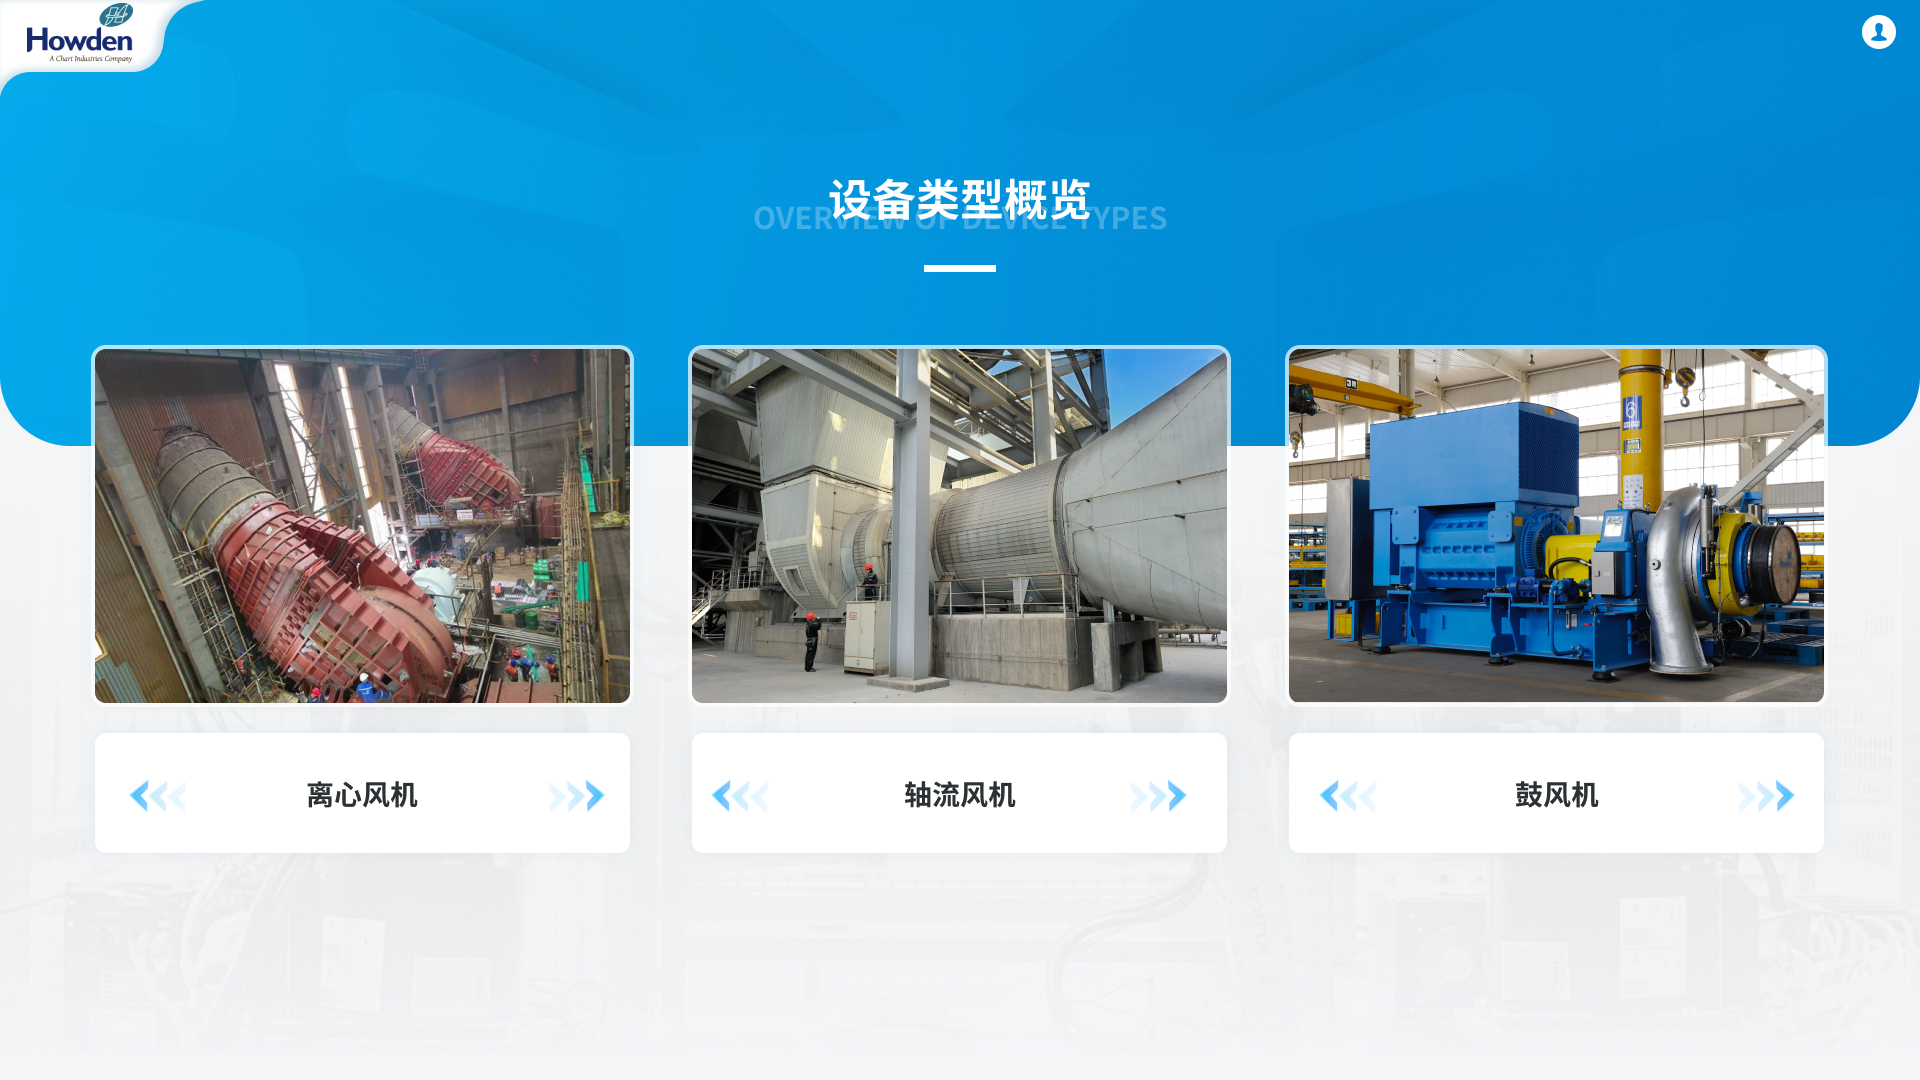 Howden
A Chart Industries Company
设备类型概览
OVERVIEW OF DEVICE TYPES
6
离心风机
轴流风机
鼓风机